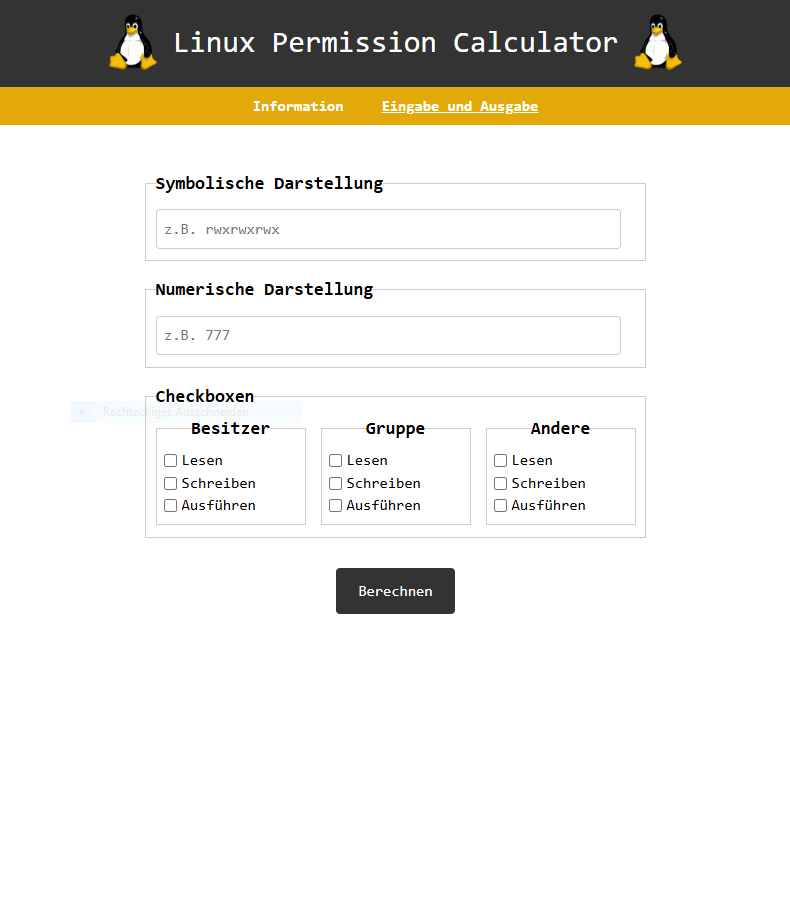 Linux Permission Calculator
Information Eingabe und Ausgabe
Symbolische Darstellung
z.B. rwxrwxrwx
Numerische Darstellung
z.B. 777
Checkboxen
Rechteckiges Ausschneiden
Besitzer Gruppe Andere
Lesen Lesen Lesen
Schreiben Schreiben Schreiben
Ausführen Ausführen Ausführen
Berechnen